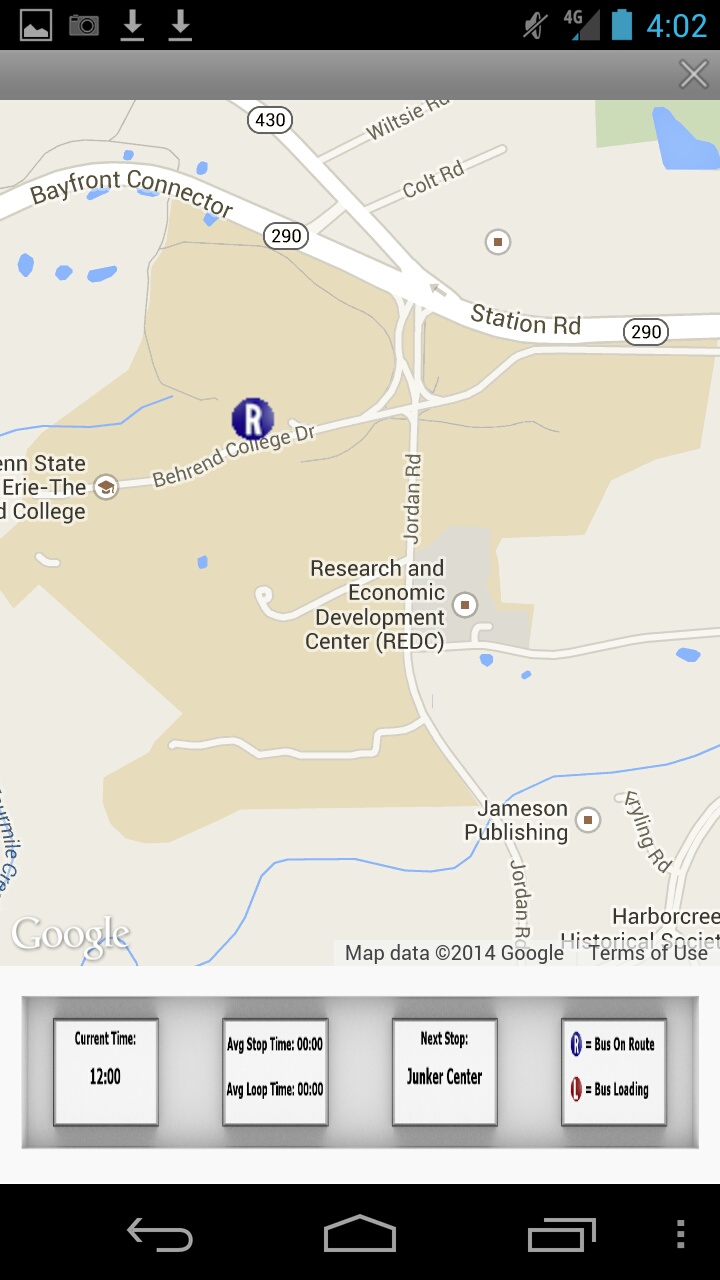 4G 4:02
430
Wiltsie Rd
Colt Rd
Bayfront Connector
290
Station Rd
290
R
Behrend College Dr
enn State
Erie-The
d College
Jordan Rd
Research and
Economic
Development
Center (REDC)
Jameson
Publishing
Jordan Rd
Harborcree
Historical Societ
Google
Map data ©2014 Google Terms of Use
Current Time:
12:00
Avg Stop Time: 00:00
Avg Loop Time: 00:00
Next Stop:
Junker Center
R = Bus On Route
L = Bus Loading